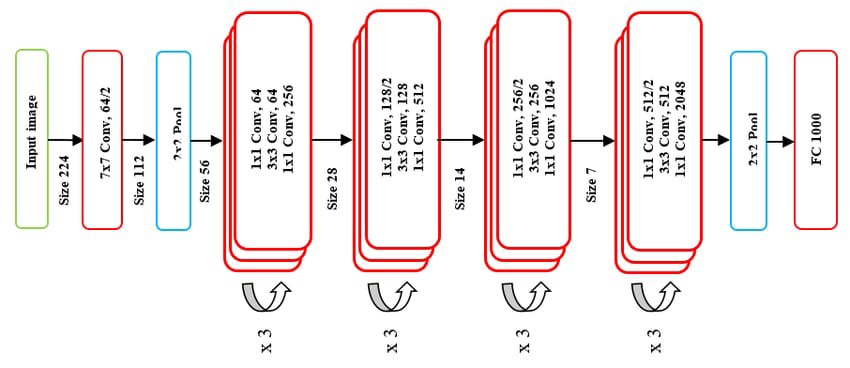 Input image
Size 224
7x7 Conv, 64/2
Size 112
2x2 Pool
Size 56
1x1 Conv, 64
3x3 Conv, 64
1x1 Conv, 256
x 3
Size 28
1x1 Conv, 128/2
3x3 Conv, 128
1x1 Conv, 512
x 3
Size 14
1x1 Conv, 256/2
3x3 Conv, 256
1x1 Conv, 1024
x 3
Size 7
1x1 Conv, 512/2
3x3 Conv, 512
1x1 Conv, 2048
x 3
2x2 Pool
FC 1000